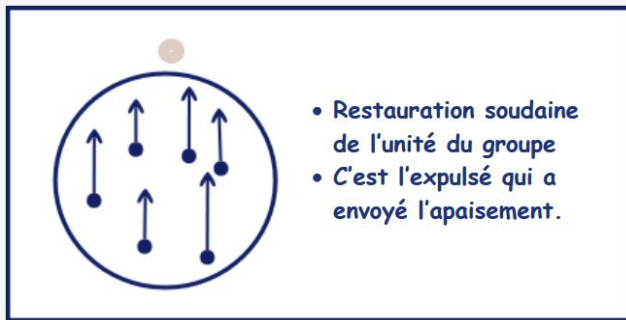 • Restauration soudaine
de l'unité du groupe
• C'est l'expulsé qui a
envoyé l'apaisement.